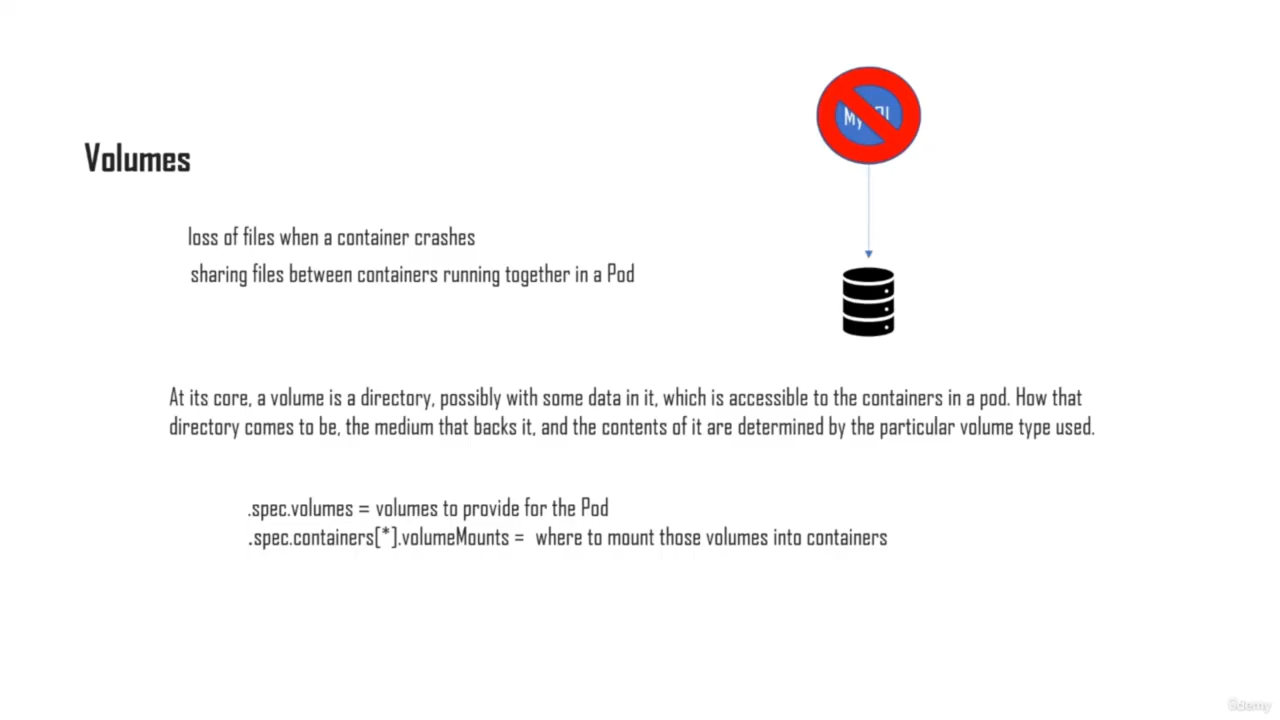 Volumes
loss of files when a container crashes
sharing files between containers running together in a Pod
At its core, a volume is a directory, possibly with some data in it, which is accessible to the containers in a pod. How that
directory comes to be, the medium that backs it, and the contents of it are determined by the particular volume type used.
.spec.volumes = volumes to provide for the Pod
.spec.containers[*].volumeMounts = where to mount those volumes into containers
Udemy